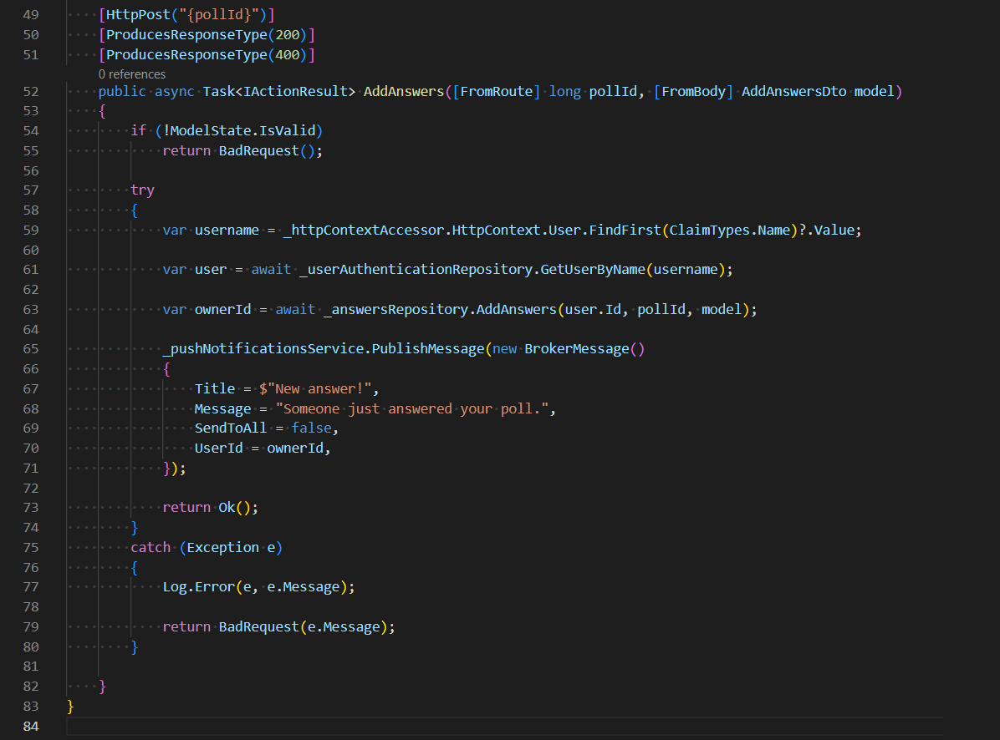 49 [HttpPost("{pollId}")]
50 [ProducesResponseType(200)]
51 [ProducesResponseType(400)]
0 references
52 public async Task<IActionResult> AddAnswers([FromRoute] long pollId, [FromBody] AddAnswersDto model)
53 {
54 if (!ModelState.IsValid)
55 return BadRequest();
56
57 try
58 {
59 var username = _httpContextAccessor.HttpContext.User.FindFirst(ClaimTypes.Name)?.Value;
60
61 var user = await _userAuthenticationRepository.GetUserByName(username);
62
63 var ownerId = await _answersRepository.AddAnswers(user.Id, pollId, model);
64
65 _pushNotificationsService.PublishMessage(new BrokerMessage()
66 {
67 Title = $"New answer!",
68 Message = "Someone just answered your poll.",
69 SendToAll = false,
70 UserId = ownerId,
71 });
72
73 return Ok();
74 }
75 catch (Exception e)
76 {
77 Log.Error(e, e.Message);
78
79 return BadRequest(e.Message);
80 }
81
82 }
83 }
84